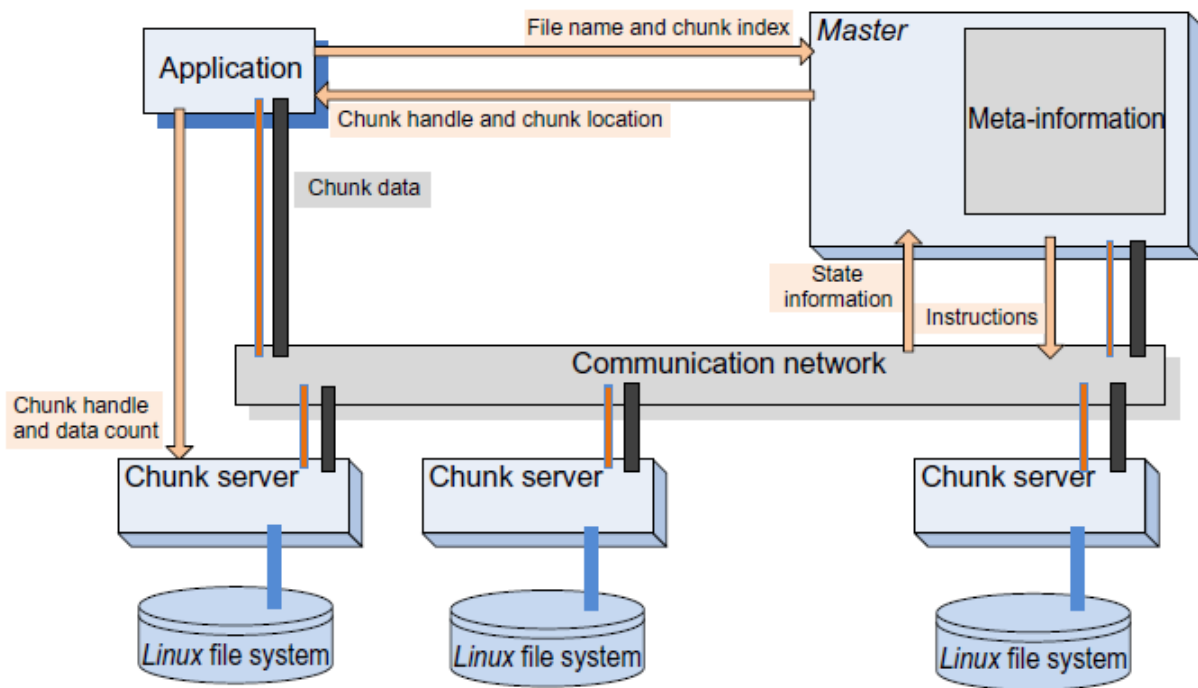 File name and chunk index
Master
Application
Chunk handle and chunk location
Meta-information
Chunk data
State
information
Instructions
Communication network
Chunk handle
and data count
Chunk server
Chunk server
Chunk server
Linux file system
Linux file system
Linux file system